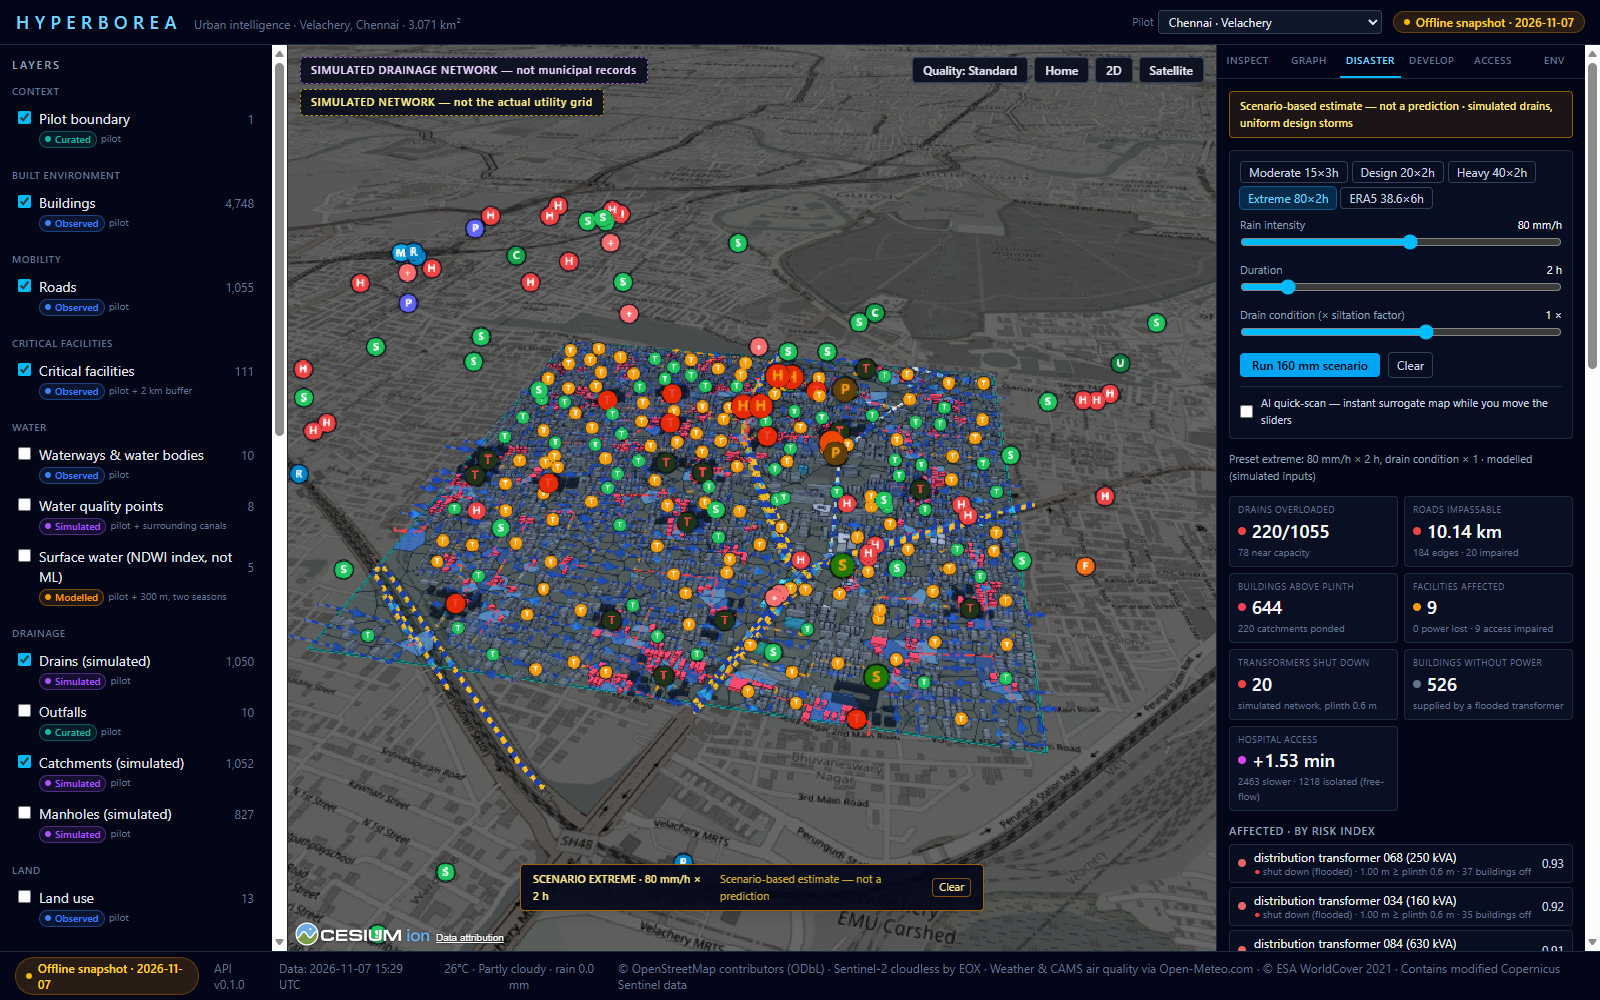 HYPERBOREA
Urban intelligence · Velachery, Chennai · 3.071 km²
Pilot
Chennai · Velachery
Offline snapshot · 2026-11-07
LAYERS
CONTEXT
Pilot boundary 1
Curated pilot
BUILT ENVIRONMENT
Buildings 4,748
Observed pilot
MOBILITY
Roads 1,055
Observed pilot
CRITICAL FACILITIES
Critical facilities 111
Observed pilot + 2 km buffer
WATER
Waterways & water bodies 10
Observed pilot
Water quality points 8
Simulated pilot + surrounding canals
Surface water (NDWI index, not
ML) 5
Modelled pilot + 300 m, two seasons
DRAINAGE
Drains (simulated) 1,050
Simulated pilot
Outfalls 10
Curated pilot
Catchments (simulated) 1,052
Simulated pilot
Manholes (simulated) 827
Simulated pilot
LAND
Land use 13
Observed pilot
SIMULATED DRAINAGE NETWORK — not municipal records
SIMULATED NETWORK — not the actual utility grid
Quality: Standard
Home
2D
Satellite
Bhuvaneswary
Nagar
3rd Main Road
Velachery MRTS
SH48
N 1st Street
EMU Carshed
Velachery MRTS
SCENARIO EXTREME · 80 mm/h ×
2 h
Scenario-based estimate — not a
prediction
Clear
CESIUM ion Data attribution
INSPECT
GRAPH
DISASTER
DEVELOP
ACCESS
ENV
Scenario-based estimate — not a prediction · simulated drains,
uniform design storms
Moderate 15×3h
Design 20×2h
Heavy 40×2h
Extreme 80×2h
ERA5 38.6×6h
Rain intensity 80 mm/h
Duration 2 h
Drain condition (× siltation factor) 1 ×
Run 160 mm scenario
Clear
AI quick-scan — instant surrogate map while you move the
sliders
Preset extreme: 80 mm/h × 2 h, drain condition × 1 · modelled
(simulated inputs)
DRAINS OVERLOADED
220/1055
78 near capacity
ROADS IMPASSABLE
10.14 km
184 edges · 20 impaired
BUILDINGS ABOVE PLINTH
644
220 catchments ponded
FACILITIES AFFECTED
9
0 power lost · 9 access impaired
TRANSFORMERS SHUT DOWN
20
simulated network, plinth 0.6 m
BUILDINGS WITHOUT POWER
526
supplied by a flooded transformer
HOSPITAL ACCESS
+1.53 min
2463 slower · 1218 isolated (free-
flow)
AFFECTED · BY RISK INDEX
distribution transformer 068 (250 kVA) 0.93
shut down (flooded) · 1.00 m ≥ plinth 0.6 m · 37 buildings off
distribution transformer 034 (160 kVA) 0.92
shut down (flooded) · 1.00 m ≥ plinth 0.6 m · 35 buildings off
distribution transformer 084 (630 kVA) 0.91
Offline snapshot · 2026-11-
07
API
v0.1.0
Data: 2026-11-07 15:29
UTC
26°C · Partly cloudy · rain 0.0
mm
© OpenStreetMap contributors (ODbL) · Sentinel-2 cloudless by EOX · Weather & CAMS air quality via Open-Meteo.com · © ESA WorldCover 2021 · Contains modified Copernicus
Sentinel data